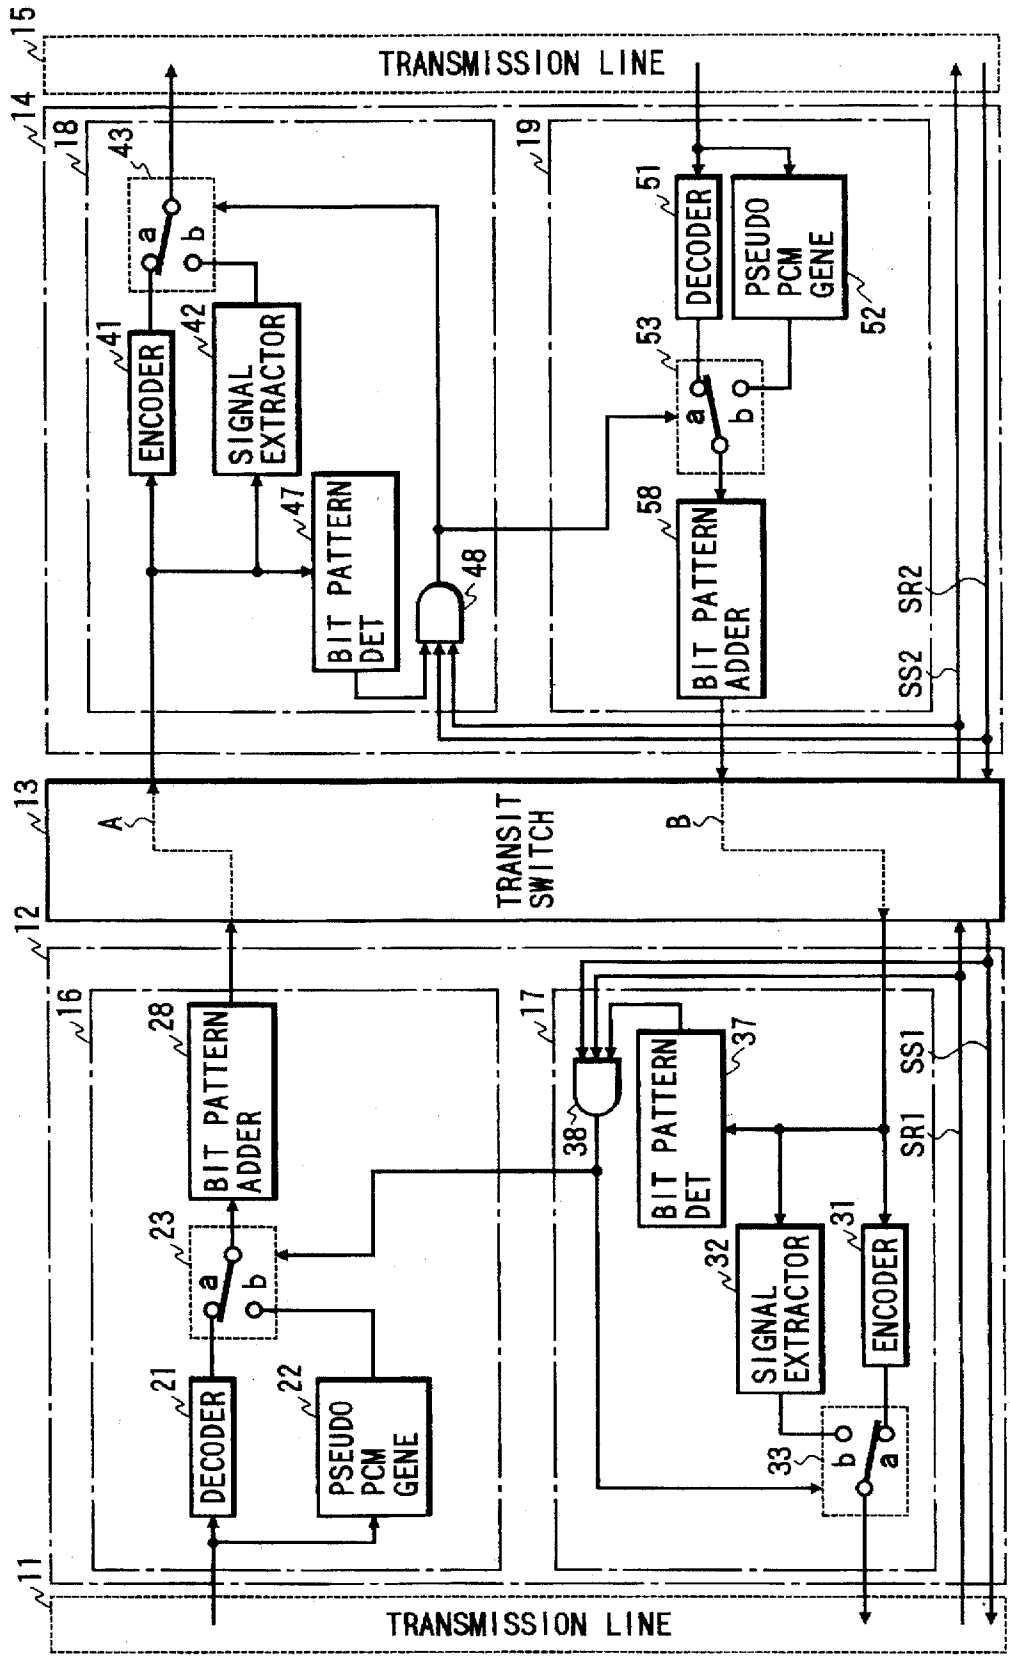 11
TRANSMISSION LINE
12
16
21
DECODER
22
PSEUDO
PCM
GENE
23
a
b
28
BIT PATTERN
ADDER
17
38
37
BIT PATTERN
DET
32
SIGNAL
EXTRACTOR
31
ENCODER
33
b
a
SR1
SS1
13
A
TRANSIT
SWITCH
B
14
18
41
ENCODER
42
SIGNAL
EXTRACTOR
43
a
b
47
BIT PATTERN
DET
48
19
58
BIT PATTERN
ADDER
53
a
b
51
DECODER
PSEUDO
PCM
GENE
52
SS2
SR2
15
TRANSMISSION LINE